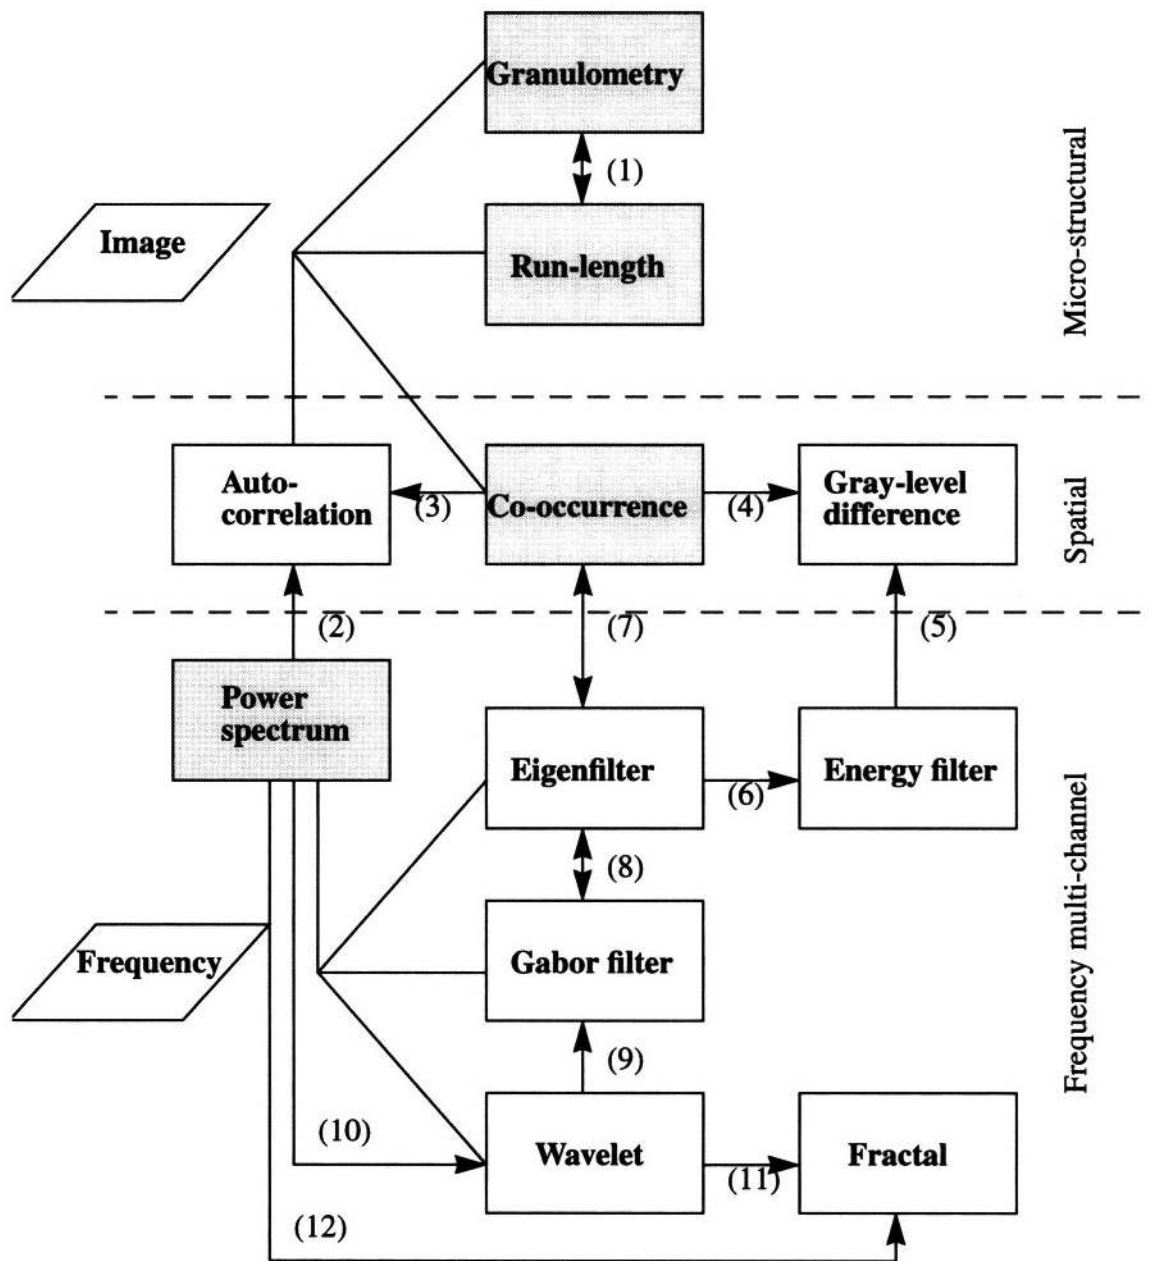 Granulometry
(1)
Image
Run-length
Micro-structural
Auto-
correlation
(3)
Co-occurrence
(4)
Gray-level
difference
Spatial
(2)
(7)
(5)
Power
spectrum
Eigenfilter
(6)
Energy filter
(8)
Frequency
Gabor filter
Frequency multi-channel
(9)
(10)
Wavelet
(11)
Fractal
(12)